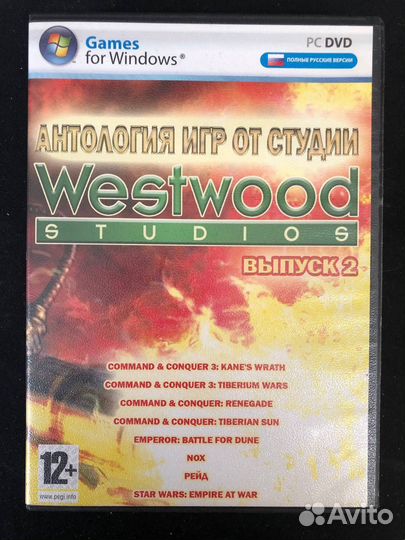 Games
for Windows®
PC DVD
ПОЛНЫЕ РУССКИЕ ВЕРСИИ
АНТОЛОГИЯ ИГР ОТ СТУДИИ
Westwood
STUDIOS
ВЫПУСК 2
COMMAND & CONQUER 3: KANE'S WRATH
COMMAND & CONQUER 3: TIBERIUM WARS
COMMAND & CONQUER: RENEGADE
COMMAND & CONQUER: TIBERIAN SUN
EMPEROR: BATTLE FOR DUNE
NOX
РЕЙД
STAR WARS: EMPIRE AT WAR
12+
www.pegi.info
Avito